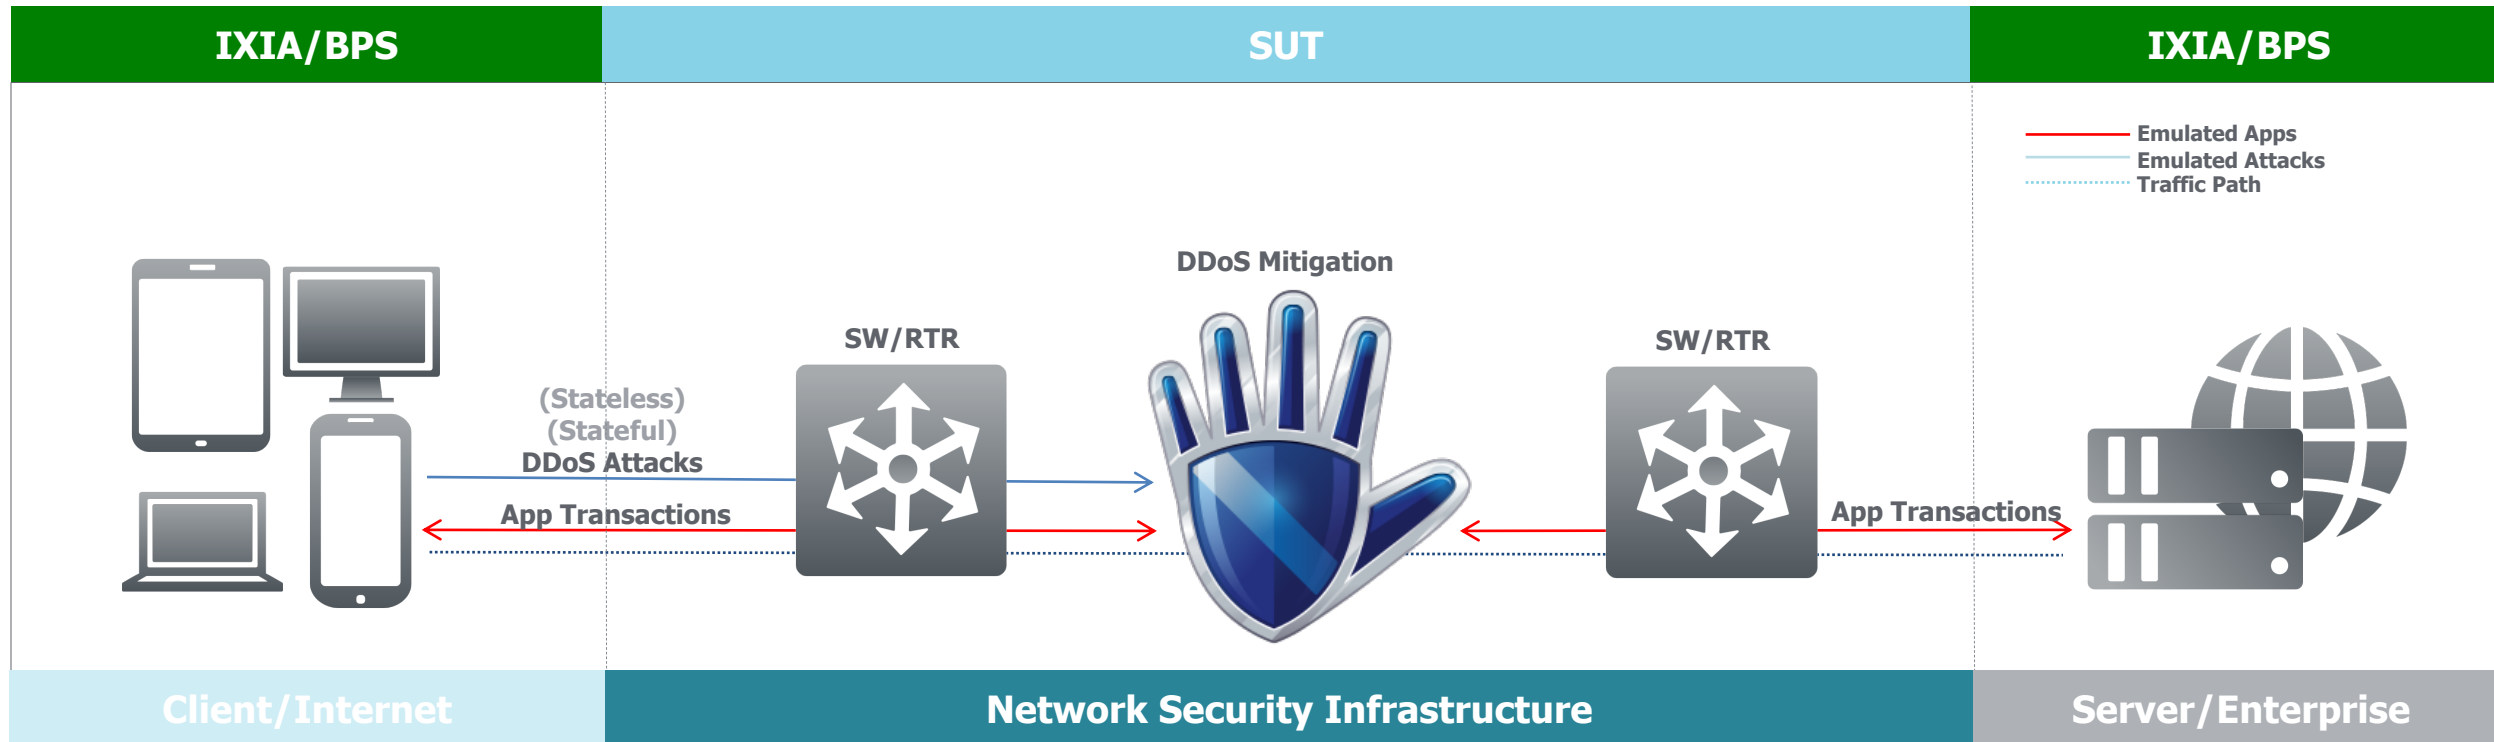 IXIA/BPS
SUT
IXIA/BPS
Emulated Apps
Emulated Attacks
Traffic Path
DDoS Mitigation
SW/RTR
SW/RTR
(Stateless)
(Stateful)
DDoS Attacks
App Transactions
App Transactions
Client/Internet
Network Security Infrastructure
Server/Enterprise